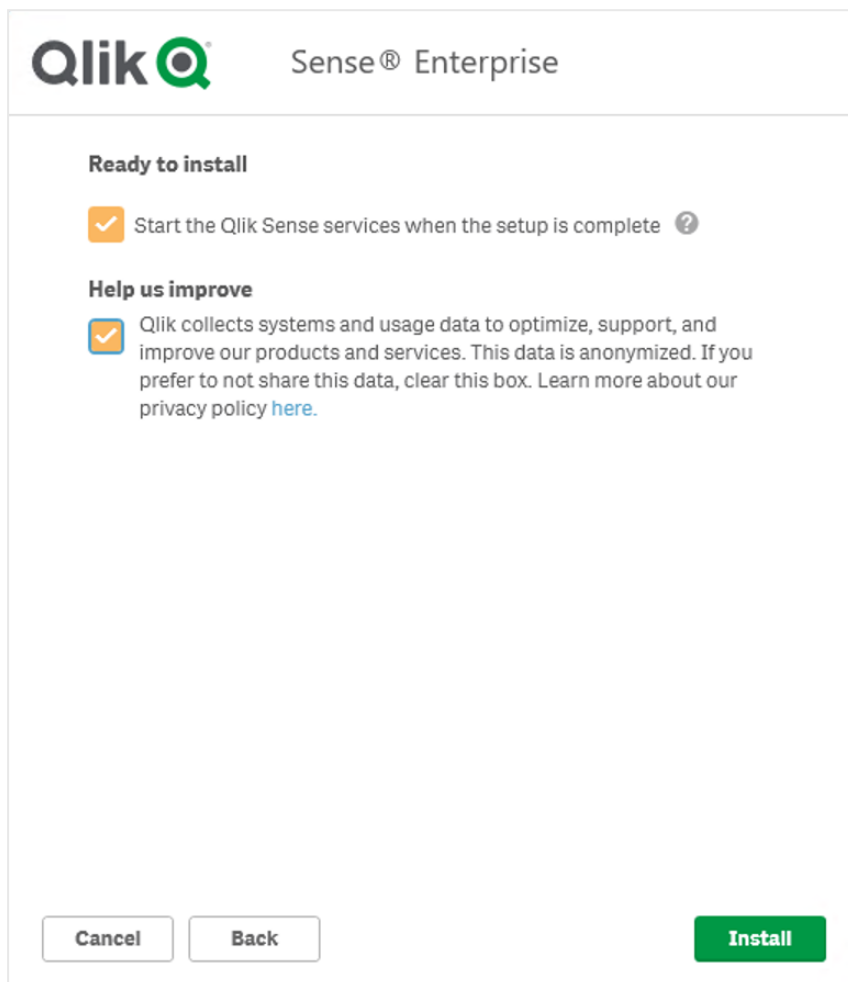 Qlik Sense® Enterprise
Ready to install
Start the Qlik Sense services when the setup is complete ?
Help us improve
Qlik collects systems and usage data to optimize, support, and
improve our products and services. This data is anonymized. If you
prefer to not share this data, clear this box. Learn more about our
privacy policy here.
Cancel Back Install